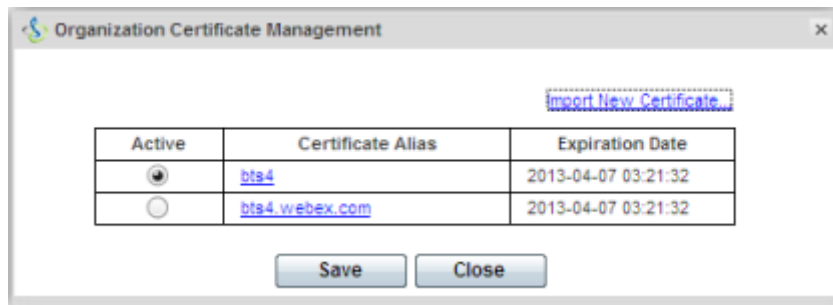 Organization Certificate Management
Import New Certificate...
Active Certificate Alias Expiration Date
bts4 2013-04-07 03:21:32
bts4.webex.com 2013-04-07 03:21:32
Save Close